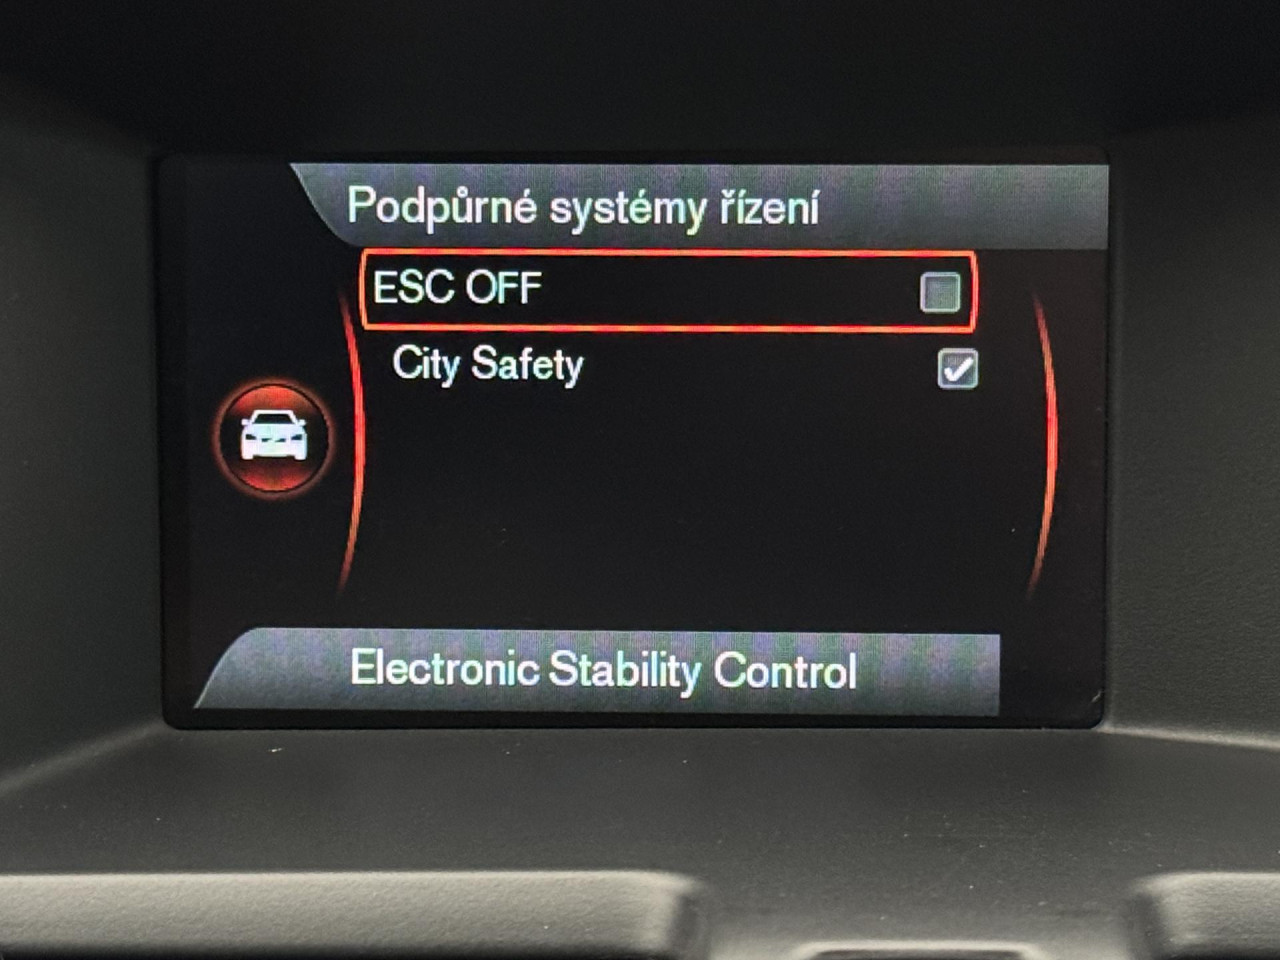 Podpůrné systémy řízení
ESC OFF
City Safety
Electronic Stability Control